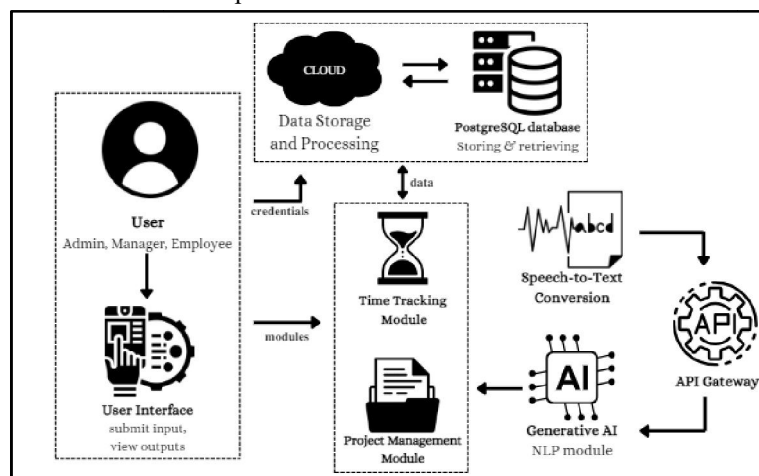 CLOUD
Data Storage
and Processing
PostgreSQL database
Storing & retrieving
User
Admin, Manager, Employee
credentials
data
User Interface
submit input,
view outputs
modules
Time Tracking
Module
Project Management
Module
abcd
Speech-to-Text
Conversion
API
API Gateway
AI
Generative AI
NLP module